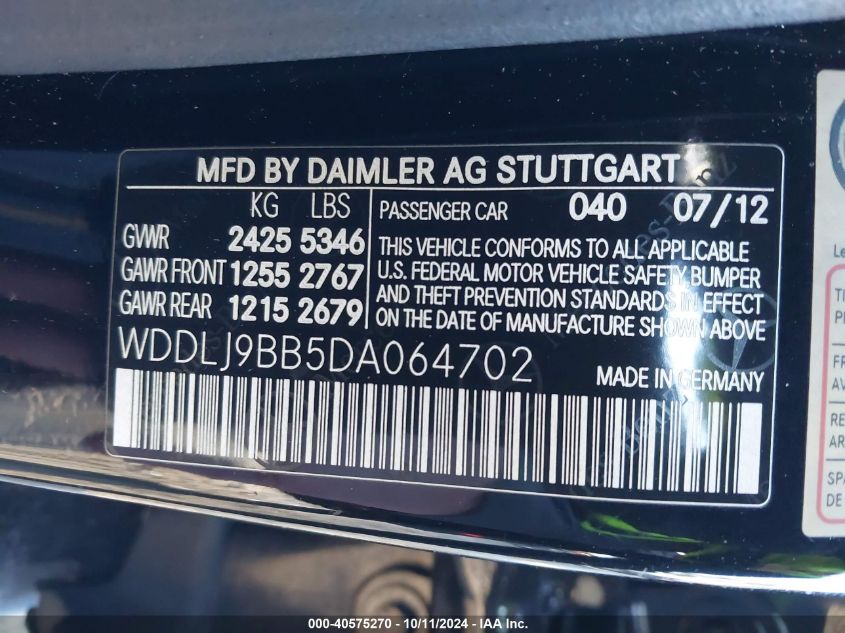 MFD BY DAIMLER AG STUTTGART
KG LBS
GVWR 2425 5346
GAWR FRONT 1255 2767
GAWR REAR 1215 2679
PASSENGER CAR 040 07/12
THIS VEHICLE CONFORMS TO ALL APPLICABLE
U.S. FEDERAL MOTOR VEHICLE SAFETY BUMPER
AND THEFT PREVENTION STANDARDS IN EFFECT
ON THE DATE OF MANUFACTURE SHOWN ABOVE
WDDLJ9BB5DA064702
MADE IN GERMANY
000-40575270 - 10/11/2024 - IAA Inc.